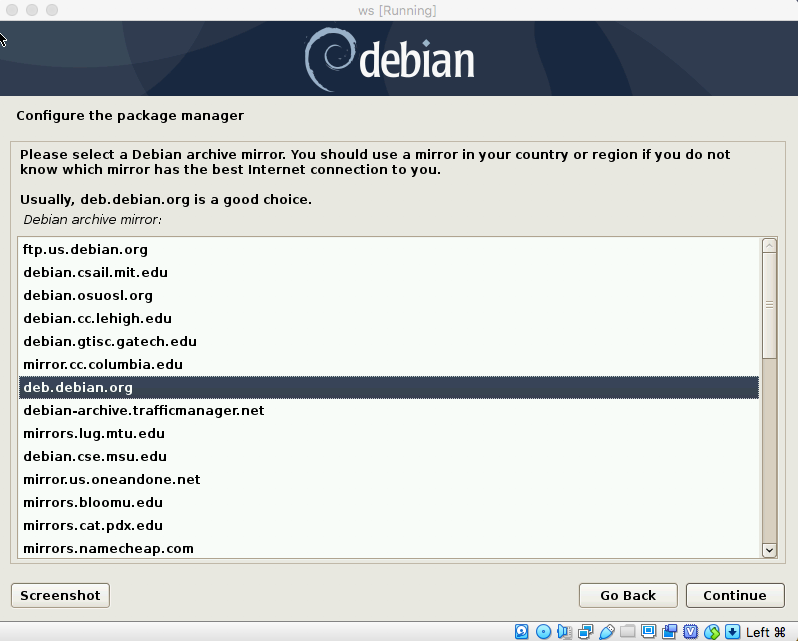 ws [Running]
debian
Configure the package manager
Please select a Debian archive mirror. You should use a mirror in your country or region if you do not
know which mirror has the best Internet connection to you.
Usually, deb.debian.org is a good choice.
Debian archive mirror:
ftp.us.debian.org
debian.csail.mit.edu
debian.osuosl.org
debian.cc.lehigh.edu
debian.gtisc.gatech.edu
mirror.cc.columbia.edu
deb.debian.org
debian-archive.trafficmanager.net
mirrors.lug.mtu.edu
debian.cse.msu.edu
mirror.us.oneandone.net
mirrors.bloomu.edu
mirrors.cat.pdx.edu
mirrors.namecheap.com
Screenshot
Go Back
Continue
Left ⌘